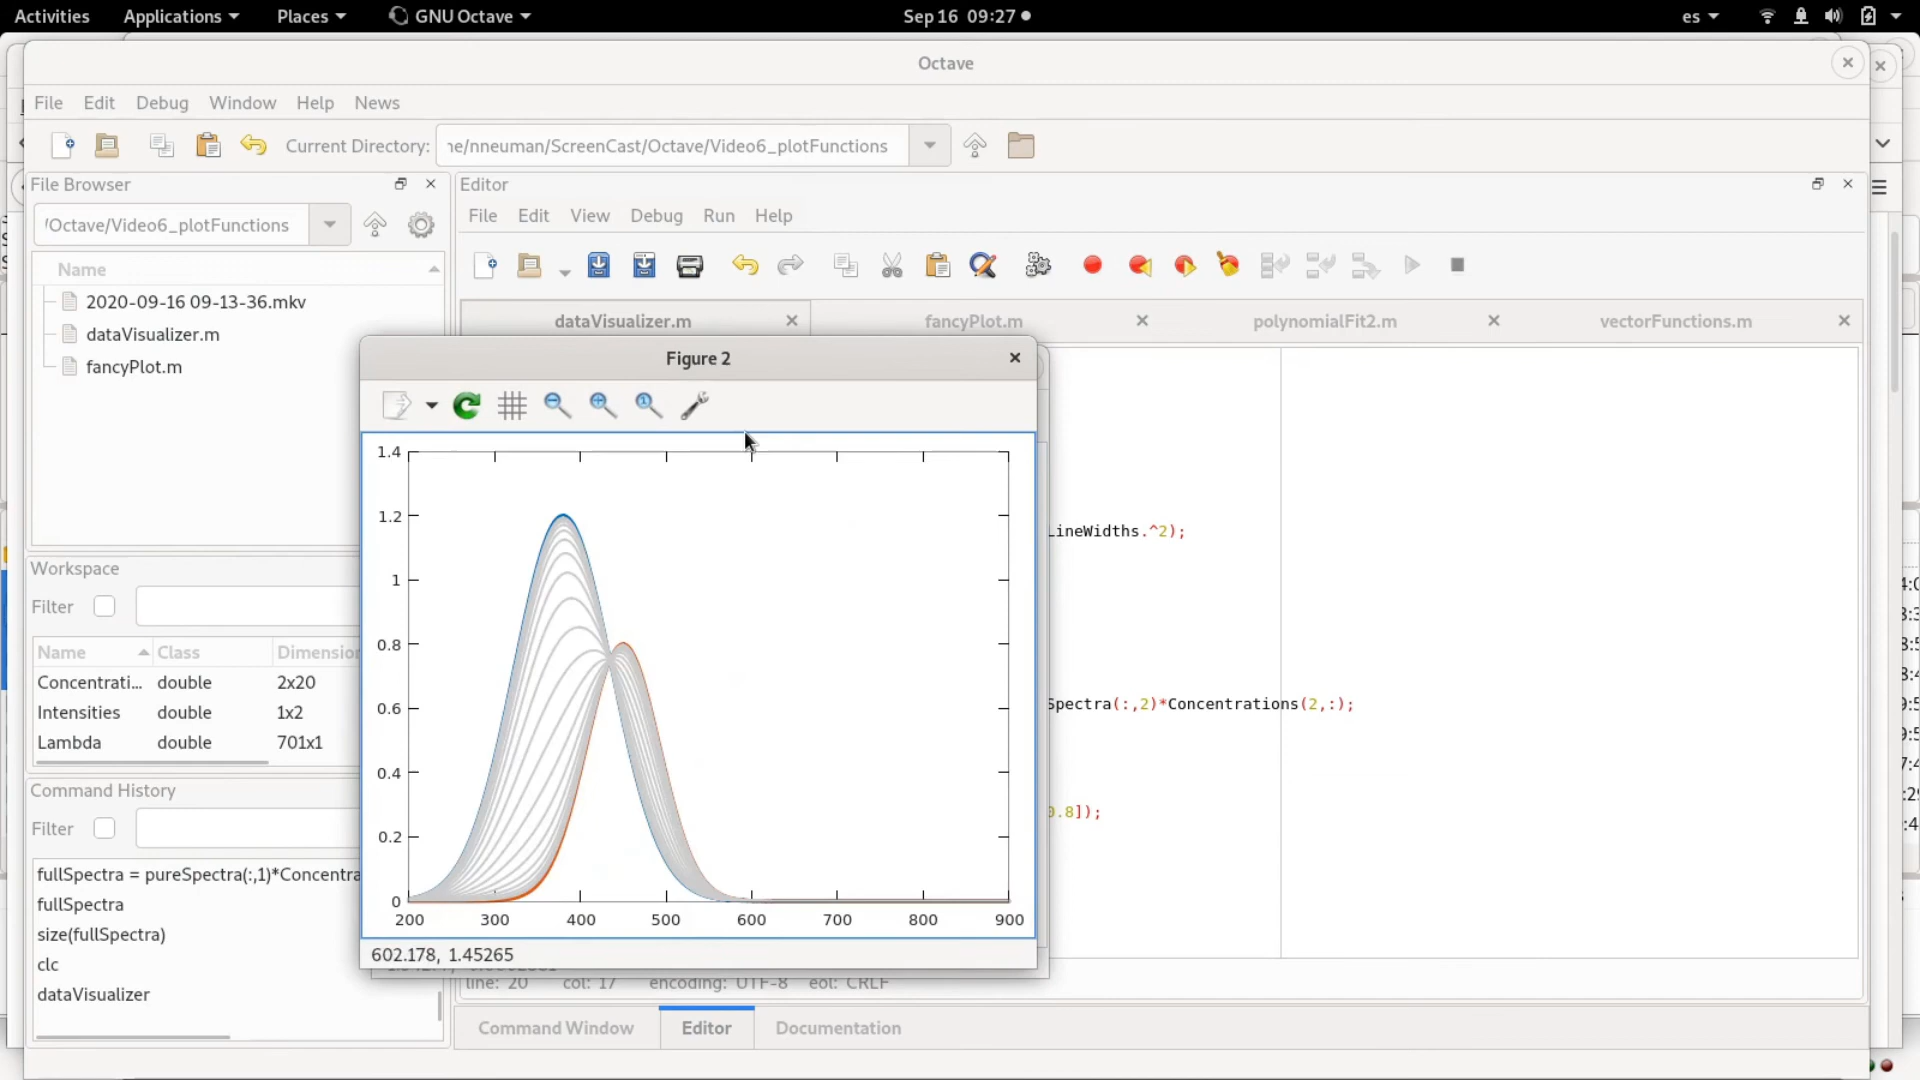 Activities Applications Places GNU Octave Sep 16 09:27 es
Octave
File Edit Debug Window Help News
Current Directory: ne/nneuman/ScreenCast/Octave/Video6_plotFunctions
File Browser
/Octave/Video6_plotFunctions
Name
2020-09-16 09-13-36.mkv
dataVisualizer.m
fancyPlot.m
Workspace
Filter
Name Class Dimension
Concentrati... double 2x20
Intensities double 1x2
Lambda double 701x1
Command History
Filter
fullSpectra = pureSpectra(:,1)*Concentra
fullSpectra
size(fullSpectra)
clc
dataVisualizer
Editor
File Edit View Debug Run Help
dataVisualizer.m fancyPlot.m polynomialFit2.m vectorFunctions.m
LineWidths.^2);
Spectra(:,2)*Concentrations(2,:);
0.8]);
Figure 2
1.4
1.2
1
0.8
0.6
0.4
0.2
0
200 300 400 500 600 700 800 900
602.178, 1.45265
line: 20 col: 17 encoding: UTF-8 eol: CRLF
Command Window Editor Documentation